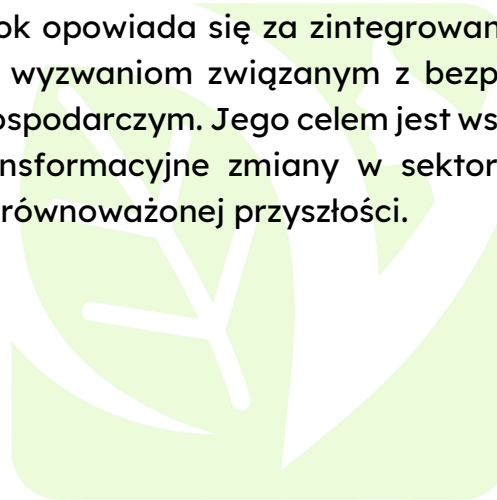 ok opowiada się za zintegrowan
wyzwaniom związanym z bezp
ospodarczym. Jego celem jest ws
nsformacyjne zmiany w sektor
równoważonej przyszłości.